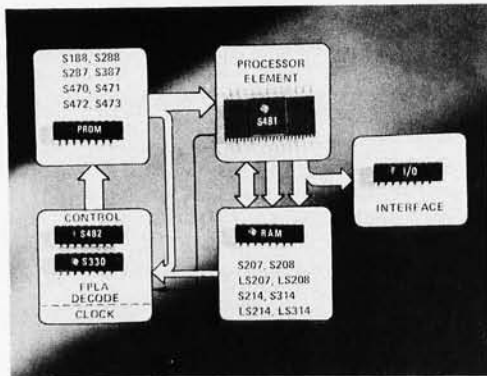 S188, S288
S287, S387
S470, S471
S472, S473
PROM
PROCESSOR
ELEMENT
S481
I/O
INTERFACE
CONTROL
S482
S330
FPLA
DECODE
CLOCK
RAM
S207, S208
LS207, LS208
S214, S314
LS214, LS314